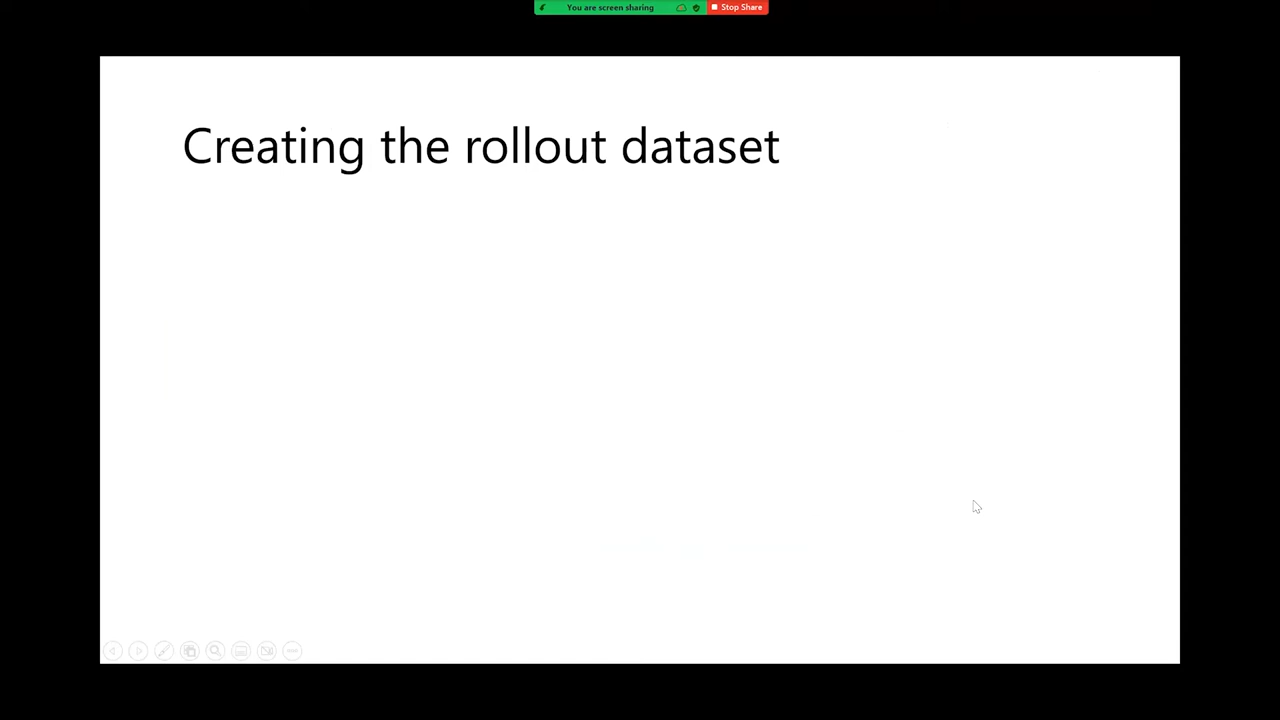 You are screen sharing
Stop Share
Creating the rollout dataset